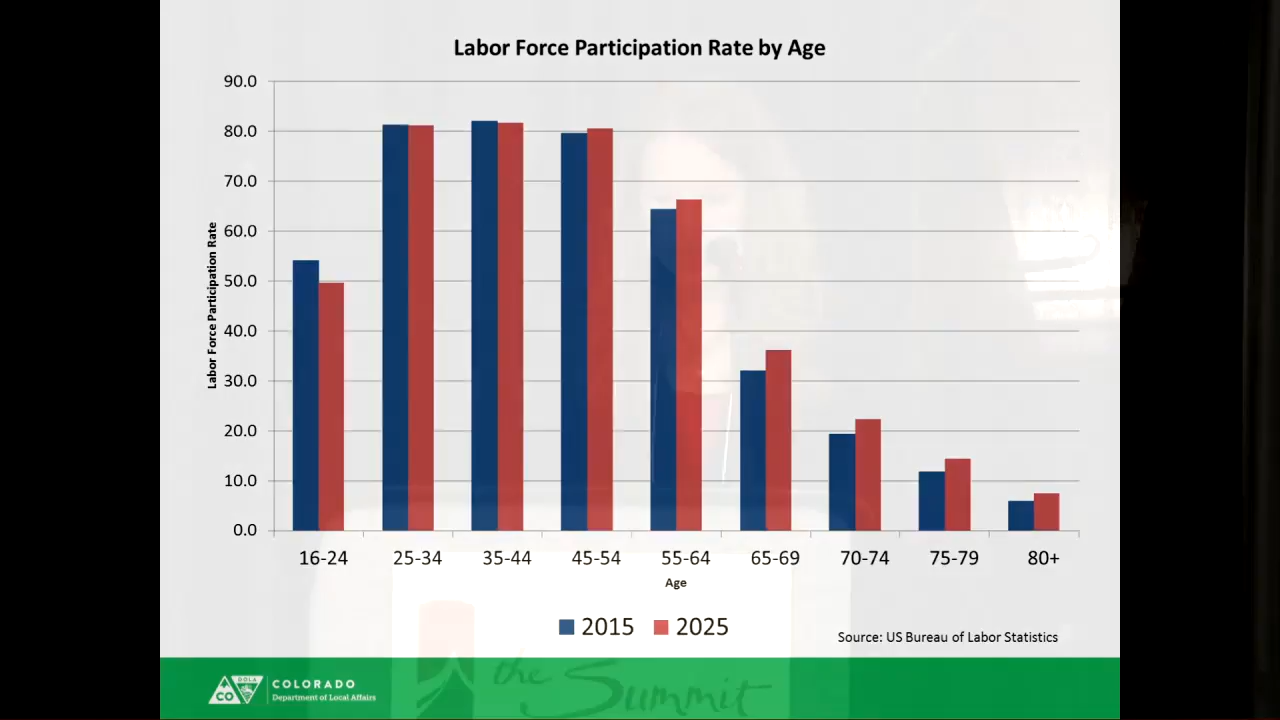 Labor Force Participation Rate by Age
90.0
80.0
70.0
60.0
50.0
40.0
30.0
20.0
10.0
0.0
Labor Force Participation Rate
16-24 25-34 35-44 45-54 55-64 65-69 70-74 75-79 80+
Age
2015 2025
Source: US Bureau of Labor Statistics
CO
DOLA
COLORADO
Department of Local Affairs
the Summit